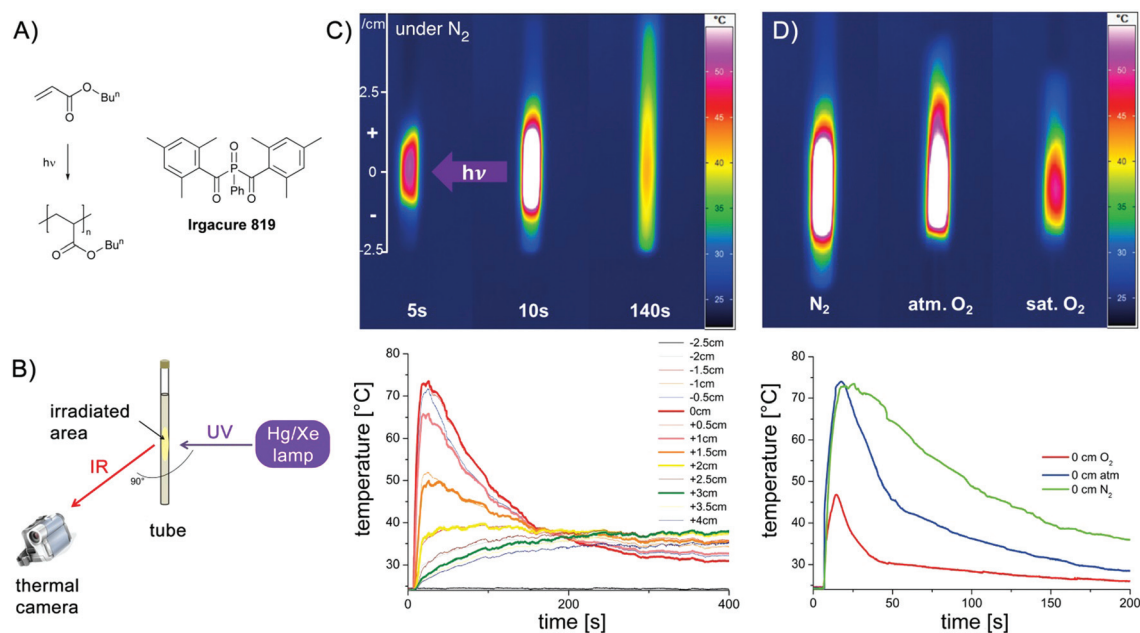 A)
O
Buⁿ
O
hν
n
O
Buⁿ
O
O
P
Ph
O
O
Irgacure 819
B)
irradiated
area
UV
Hg/Xe
lamp
IR
90°
tube
thermal
camera
C)
/cm
under N₂
2.5
+
0
-
-2.5
hν
5s
10s
140s
°C
50
45
40
35
30
25
temperature [°C]
80
70
60
50
40
30
0
200
400
time [s]
-2.5cm
-2cm
-1.5cm
-1cm
-0.5cm
0cm
+0.5cm
+1cm
+1.5cm
+2cm
+2.5cm
+3cm
+3.5cm
+4cm
D)
N₂
atm. O₂
sat. O₂
°C
50
45
40
35
30
25
temperature [°C]
80
70
60
50
40
30
0
50
100
150
200
time [s]
0 cm O₂
0 cm atm
0 cm N₂